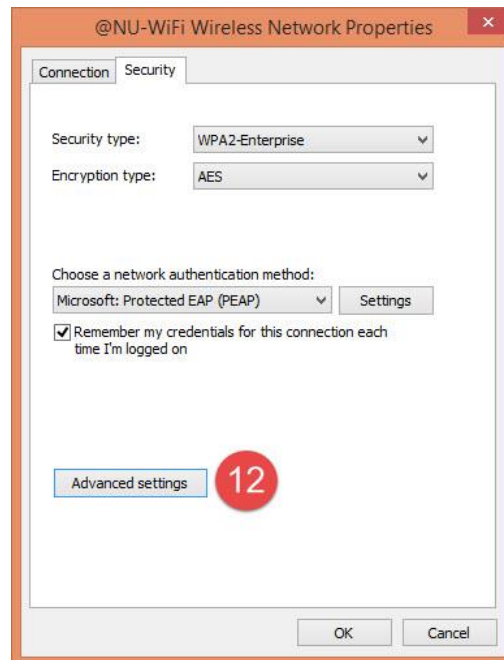 @NU-WiFi Wireless Network Properties
Connection
Security
Security type:
WPA2-Enterprise
Encryption type:
AES
Choose a network authentication method:
Microsoft: Protected EAP (PEAP)
Settings
Remember my credentials for this connection each
time I'm logged on
Advanced settings
12
OK
Cancel